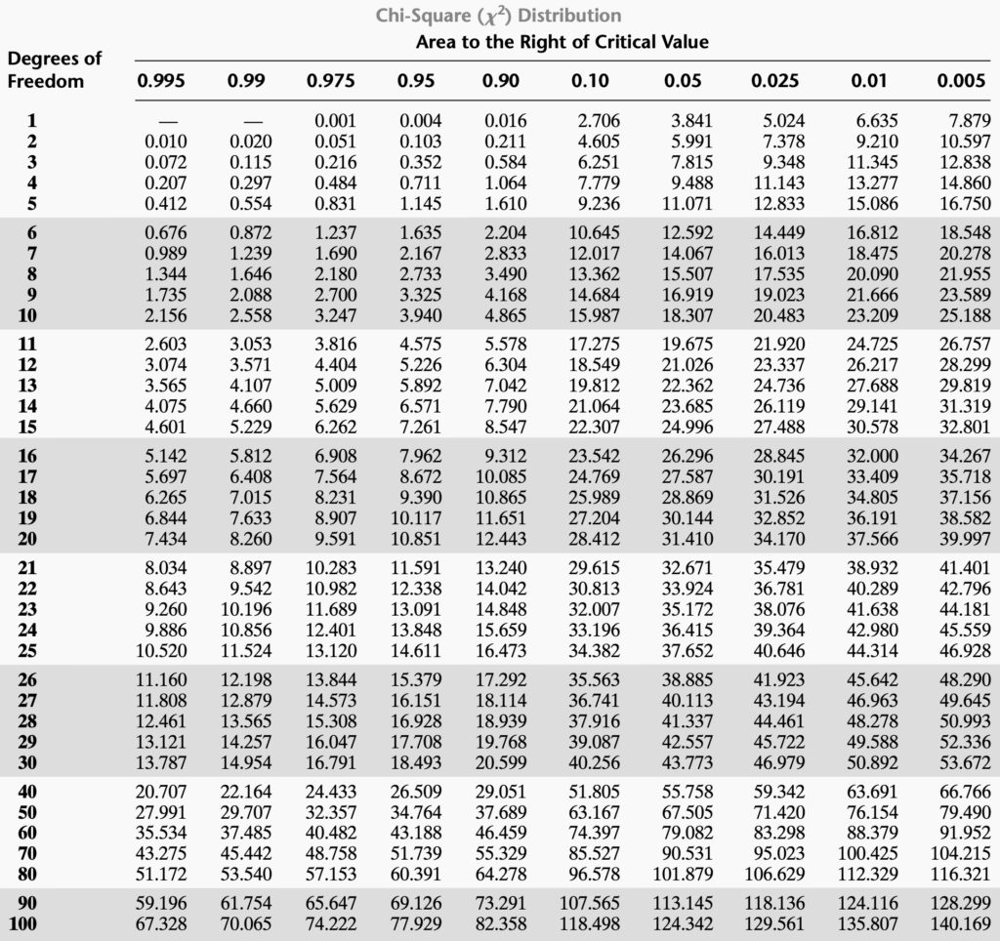 Chi-Square (χ²) Distribution
Area to the Right of Critical Value
Degrees of
Freedom 0.995 0.99 0.975 0.95 0.90 0.10 0.05 0.025 0.01 0.005
1 — — 0.001 0.004 0.016 2.706 3.841 5.024 6.635 7.879
2 0.010 0.020 0.051 0.103 0.211 4.605 5.991 7.378 9.210 10.597
3 0.072 0.115 0.216 0.352 0.584 6.251 7.815 9.348 11.345 12.838
4 0.207 0.297 0.484 0.711 1.064 7.779 9.488 11.143 13.277 14.860
5 0.412 0.554 0.831 1.145 1.610 9.236 11.071 12.833 15.086 16.750
6 0.676 0.872 1.237 1.635 2.204 10.645 12.592 14.449 16.812 18.548
7 0.989 1.239 1.690 2.167 2.833 12.017 14.067 16.013 18.475 20.278
8 1.344 1.646 2.180 2.733 3.490 13.362 15.507 17.535 20.090 21.955
9 1.735 2.088 2.700 3.325 4.168 14.684 16.919 19.023 21.666 23.589
10 2.156 2.558 3.247 3.940 4.865 15.987 18.307 20.483 23.209 25.188
11 2.603 3.053 3.816 4.575 5.578 17.275 19.675 21.920 24.725 26.757
12 3.074 3.571 4.404 5.226 6.304 18.549 21.026 23.337 26.217 28.299
13 3.565 4.107 5.009 5.892 7.042 19.812 22.362 24.736 27.688 29.819
14 4.075 4.660 5.629 6.571 7.790 21.064 23.685 26.119 29.141 31.319
15 4.601 5.229 6.262 7.261 8.547 22.307 24.996 27.488 30.578 32.801
16 5.142 5.812 6.908 7.962 9.312 23.542 26.296 28.845 32.000 34.267
17 5.697 6.408 7.564 8.672 10.085 24.769 27.587 30.191 33.409 35.718
18 6.265 7.015 8.231 9.390 10.865 25.989 28.869 31.526 34.805 37.156
19 6.844 7.633 8.907 10.117 11.651 27.204 30.144 32.852 36.191 38.582
20 7.434 8.260 9.591 10.851 12.443 28.412 31.410 34.170 37.566 39.997
21 8.034 8.897 10.283 11.591 13.240 29.615 32.671 35.479 38.932 41.401
22 8.643 9.542 10.982 12.338 14.042 30.813 33.924 36.781 40.289 42.796
23 9.260 10.196 11.689 13.091 14.848 32.007 35.172 38.076 41.638 44.181
24 9.886 10.856 12.401 13.848 15.659 33.196 36.415 39.364 42.980 45.559
25 10.520 11.524 13.120 14.611 16.473 34.382 37.652 40.646 44.314 46.928
26 11.160 12.198 13.844 15.379 17.292 35.563 38.885 41.923 45.642 48.290
27 11.808 12.879 14.573 16.151 18.114 36.741 40.113 43.194 46.963 49.645
28 12.461 13.565 15.308 16.928 18.939 37.916 41.337 44.461 48.278 50.993
29 13.121 14.257 16.047 17.708 19.768 39.087 42.557 45.722 49.588 52.336
30 13.787 14.954 16.791 18.493 20.599 40.256 43.773 46.979 50.892 53.672
40 20.707 22.164 24.433 26.509 29.051 51.805 55.758 59.342 63.691 66.766
50 27.991 29.707 32.357 34.764 37.689 63.167 67.505 71.420 76.154 79.490
60 35.534 37.485 40.482 43.188 46.459 74.397 79.082 83.298 88.379 91.952
70 43.275 45.442 48.758 51.739 55.329 85.527 90.531 95.023 100.425 104.215
80 51.172 53.540 57.153 60.391 64.278 96.578 101.879 106.629 112.329 116.321
90 59.196 61.754 65.647 69.126 73.291 107.565 113.145 118.136 124.116 128.299
100 67.328 70.065 74.222 77.929 82.358 118.498 124.342 129.561 135.807 140.169